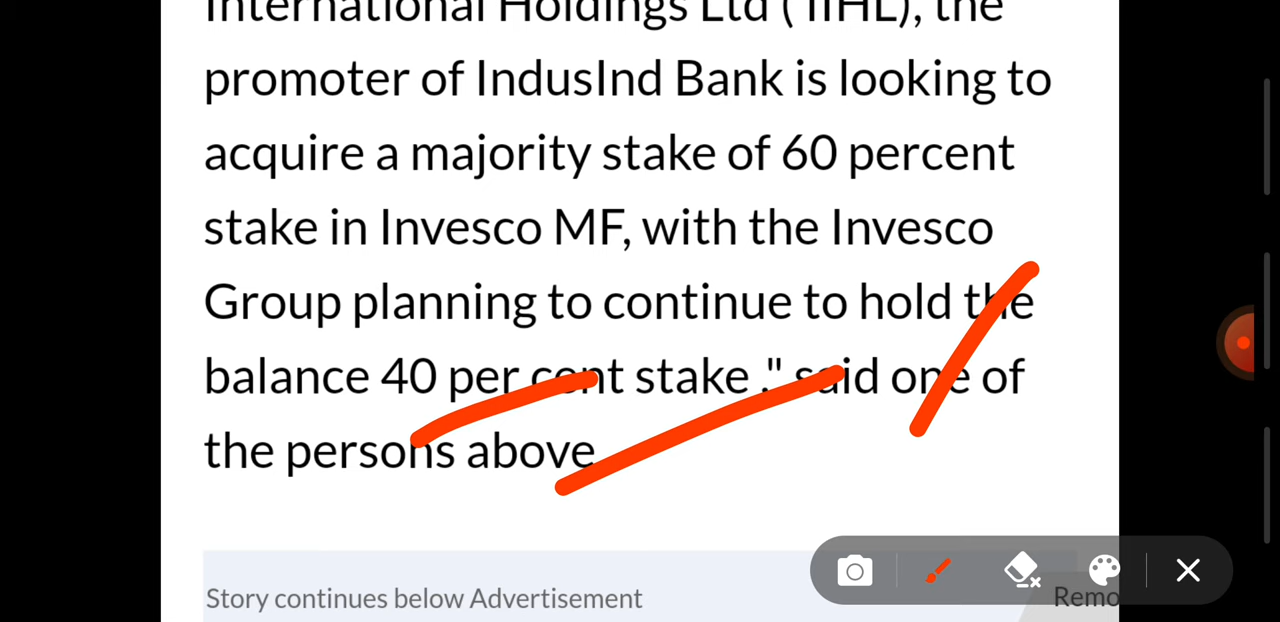 International Holdings Ltd ( IIHL), the
promoter of IndusInd Bank is looking to
acquire a majority stake of 60 percent
stake in Invesco MF, with the Invesco
Group planning to continue to hold the
balance 40 per cent stake ." said one of
the persons above
Story continues below Advertisement
Remo